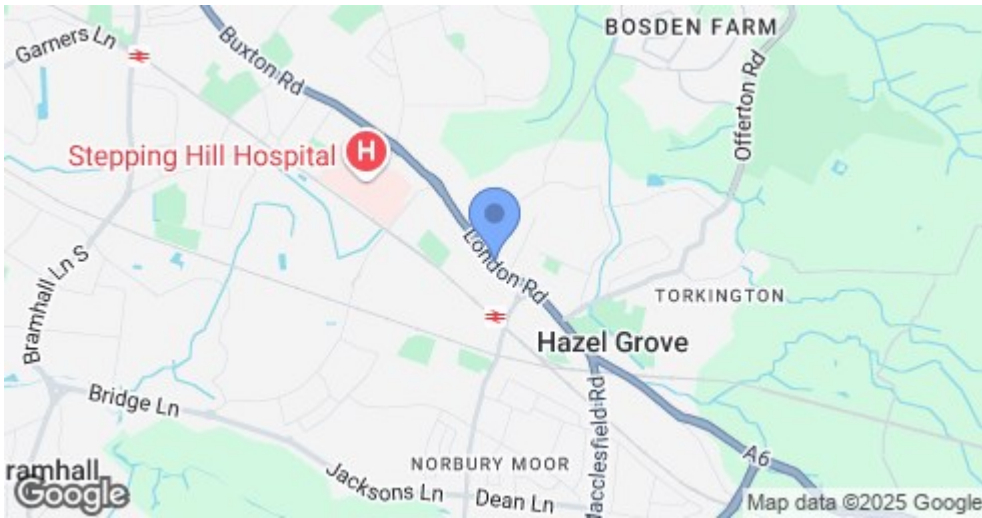 BOSDEN FARM
Garners Ln
Buxton Rd
Offerton Rd
Stepping Hill Hospital
H
Bramhall Ln S
London Rd
TORKINGTON
Hazel Grove
Bridge Ln
Macclesfield Rd
A6
ramhall
NORBURY MOOR
Jacksons Ln
Dean Ln
Google
Map data ©2025 Google